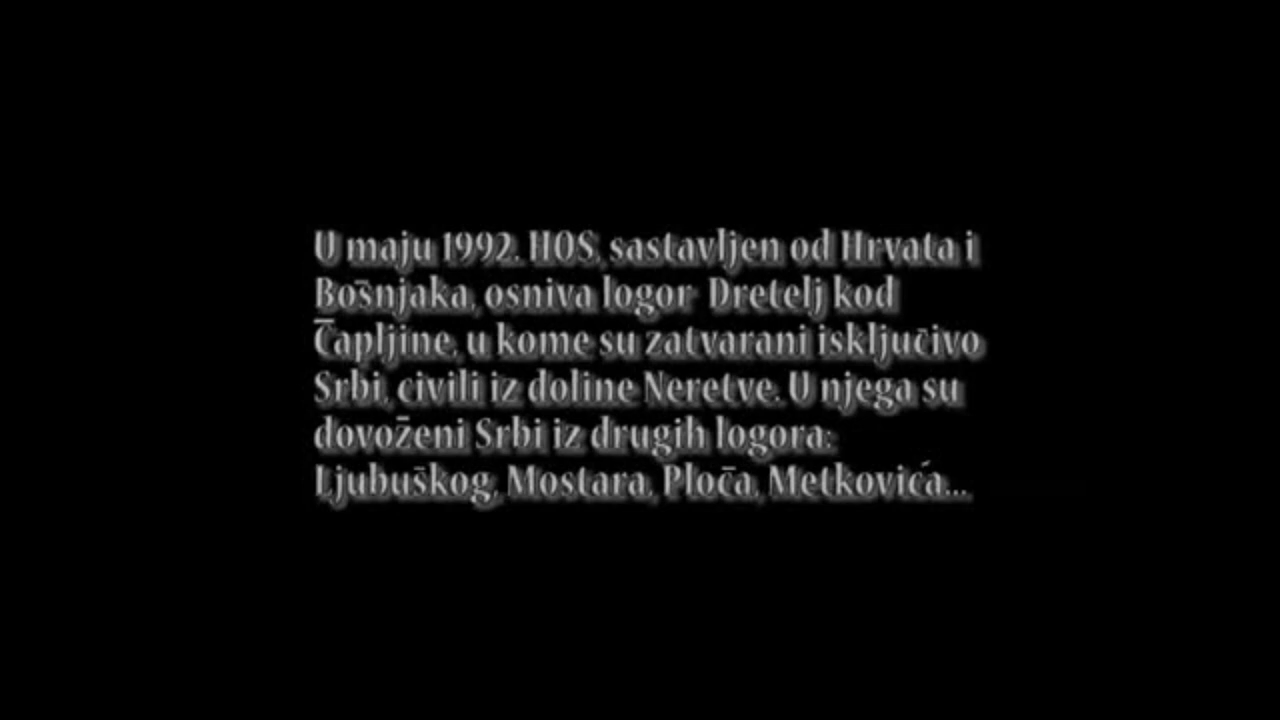 U maju 1992. HOS, sastavljen od Hrvata i
Bošnjaka, osniva logor Dretelj kod
Čapljine, u kome su zatvarani isključivo
Srbi, civili iz doline Neretve. U njega su
dovoženi Srbi iz drugih logora:
Ljubuškog, Mostara, Ploča, Metkovića...